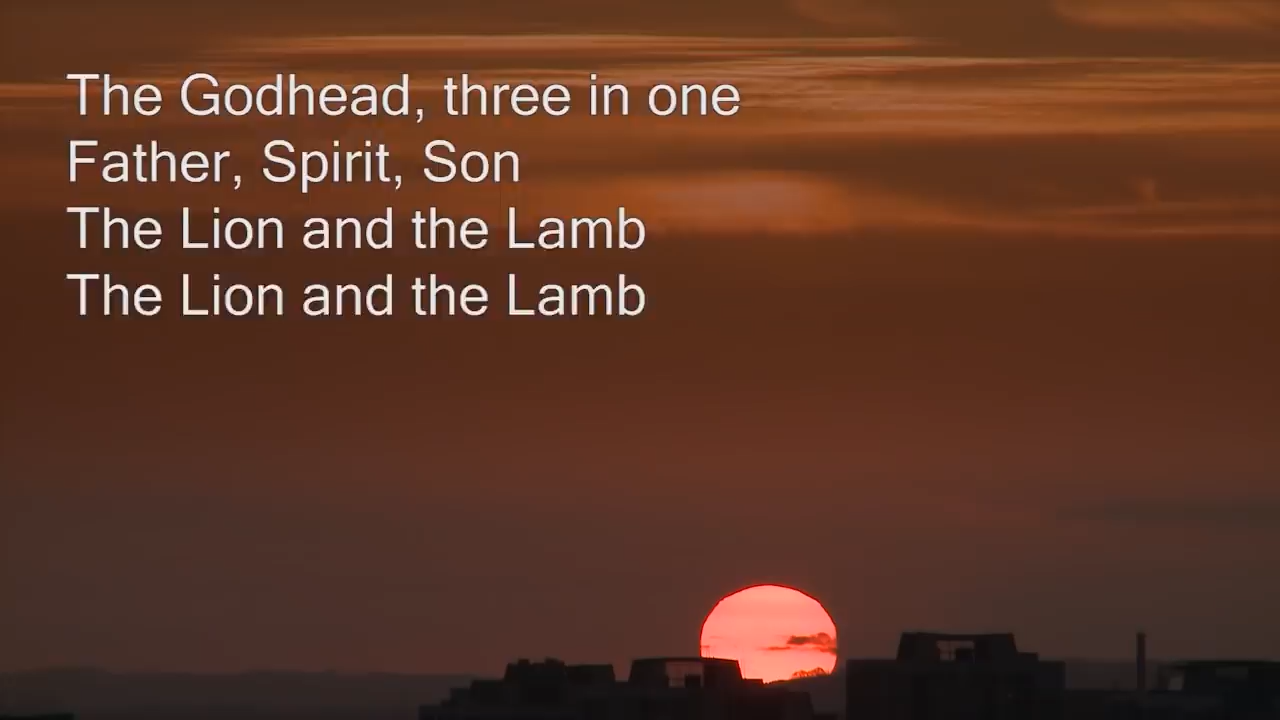 The Godhead, three in one
Father, Spirit, Son
The Lion and the Lamb
The Lion and the Lamb